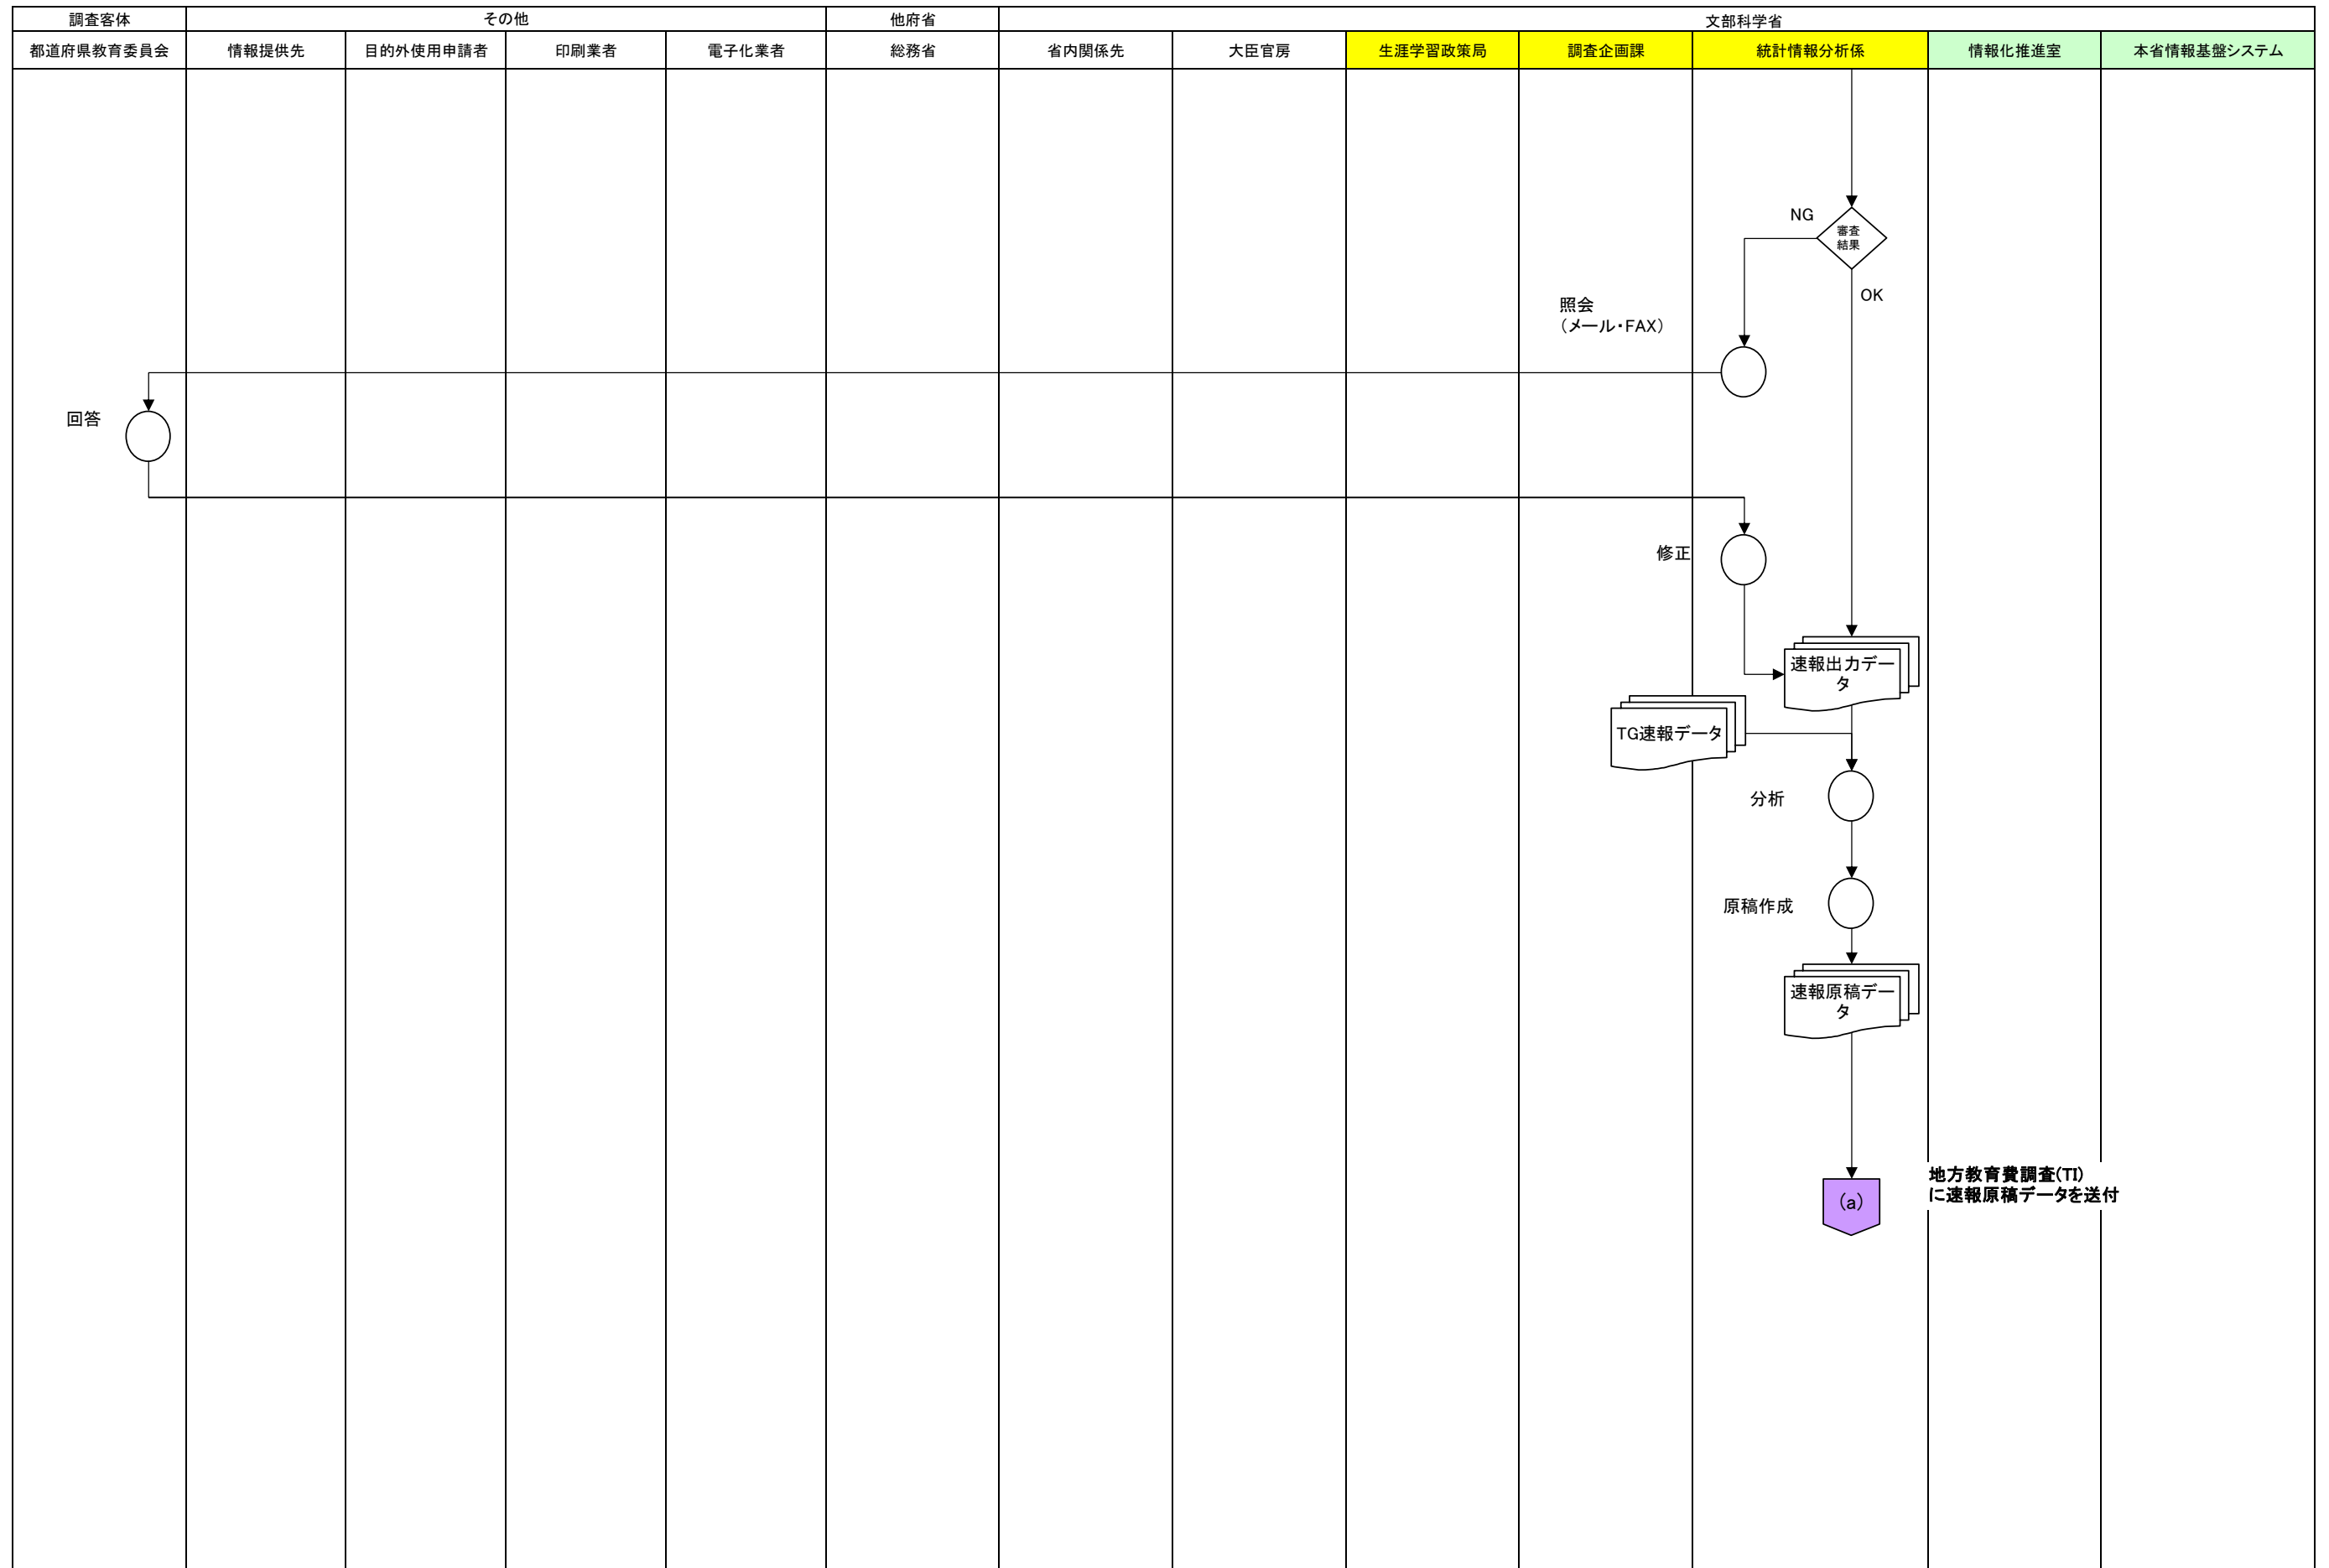 調査客体
その他
他府省
文部科学省
都道府県教育委員会
情報提供先
目的外使用申請者
印刷業者
電子化業者
総務省
省内関係先
大臣官房
生涯学習政策局
調査企画課
統計情報分析係
情報化推進室
本省情報基盤システム
NG
審査
結果
OK
照会
（メール・FAX）
回答
修正
速報出力デー
タ
TG速報データ
分析
原稿作成
速報原稿デー
タ
地方教育費調査(TI)
に速報原稿データを送付
（a）